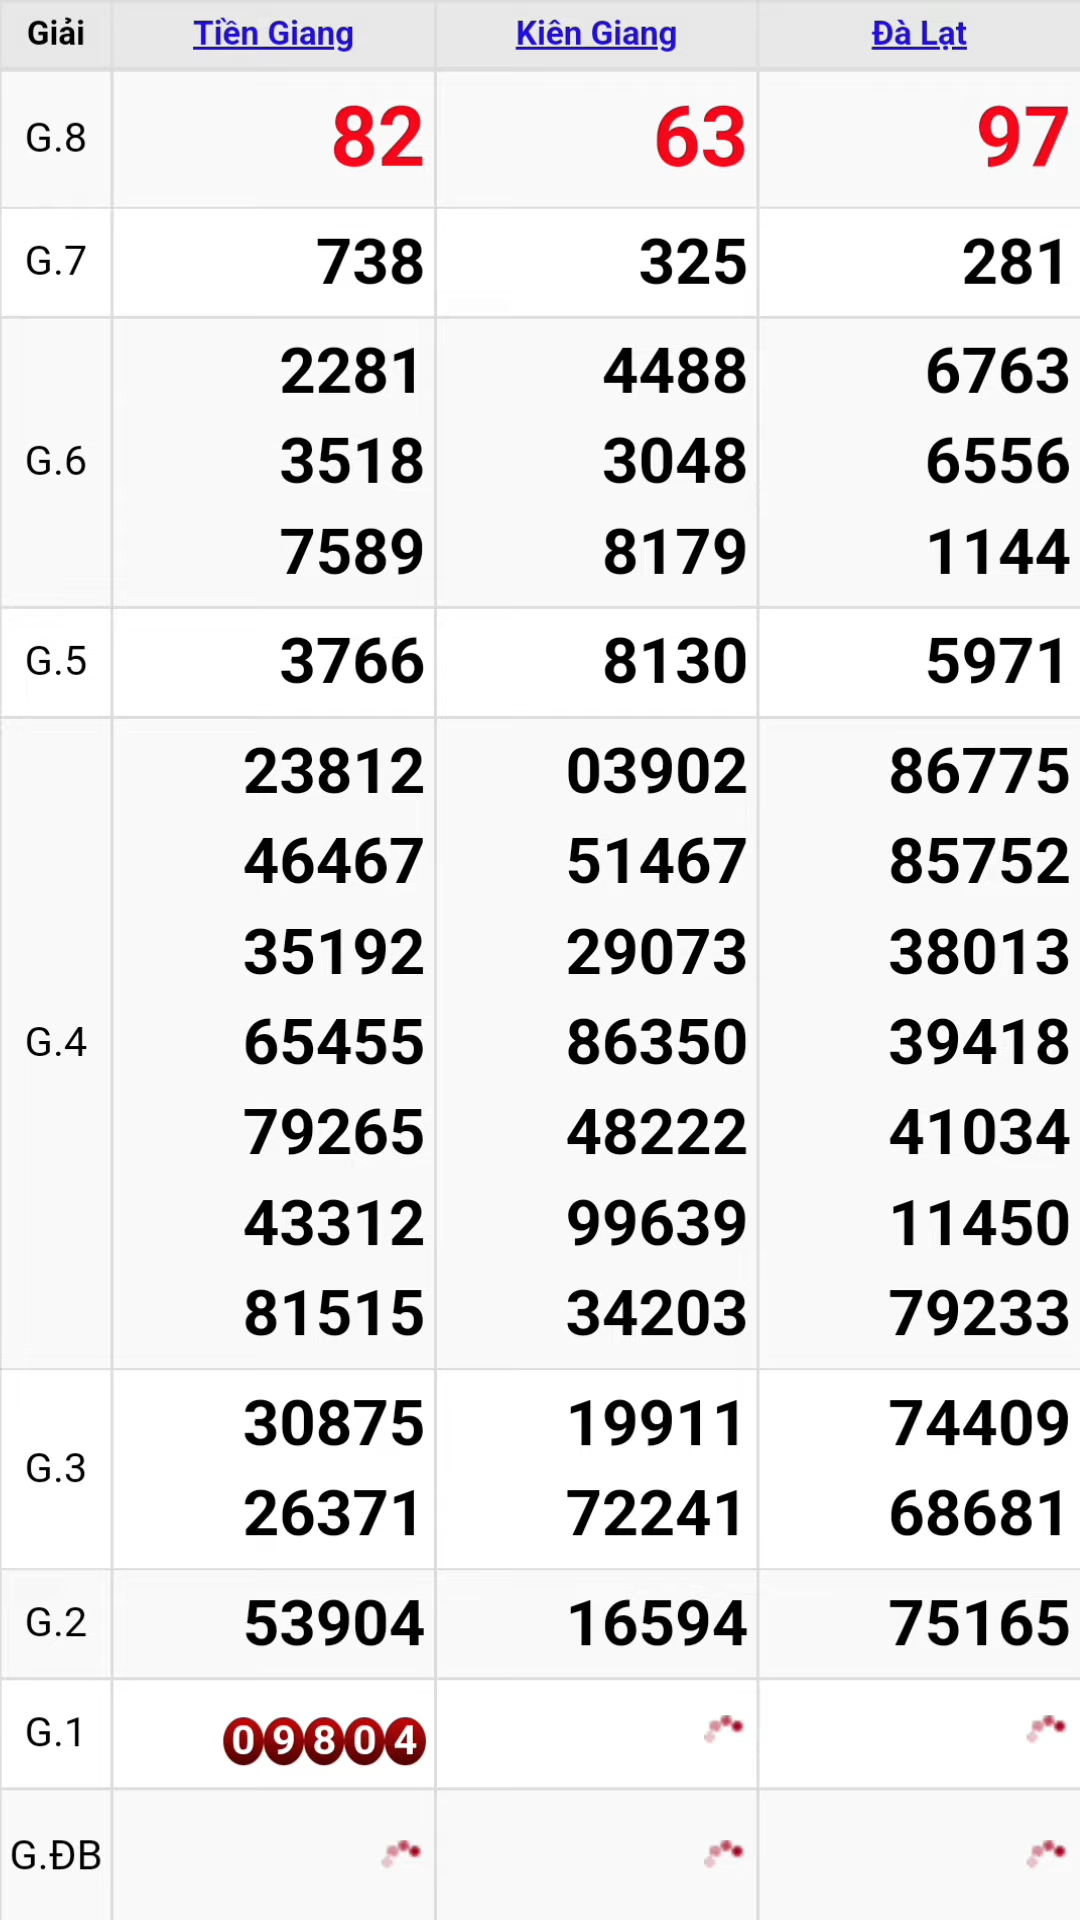 Giải Tiền Giang Kiên Giang Đà Lạt
G.8 82 63 97
G.7 738 325 281
2281 4488 6763
G.6 3518 3048 6556
7589 8179 1144
G.5 3766 8130 5971
23812 03902 86775
46467 51467 85752
35192 29073 38013
G.4 65455 86350 39418
79265 48222 41034
43312 99639 11450
81515 34203 79233
30875 19911 74409
G.3
26371 72241 68681
G.2 53904 16594 75165
G.1 09804
G.ĐB